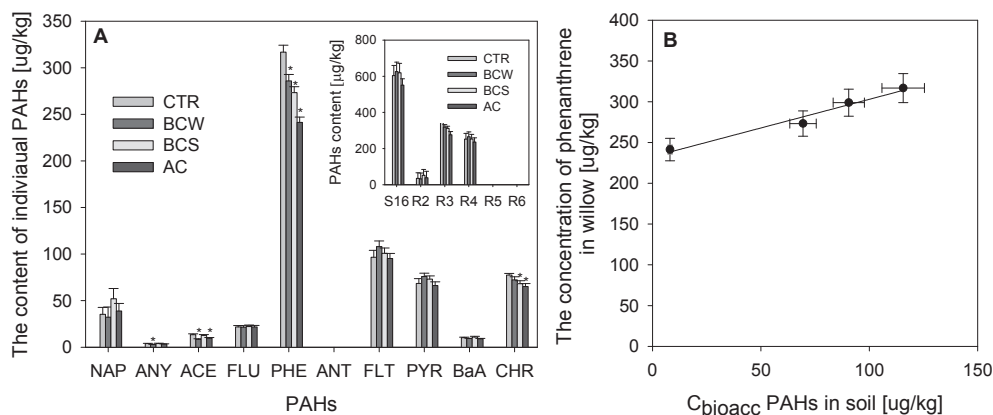 The content of indiviaual PAHs [ug/kg]
350
300
250
200
150
100
50
0
A
CTR
BCW
BCS
AC
*
*
*
*
*
*
*
*
NAP ANY ACE FLU PHE ANT FLT PYR BaA CHR
PAHs
PAHs content [µg/kg]
800
600
400
200
0
CTR
BCW
BCS
AC
S16 R2 R3 R4 R5 R6
The concentration of phenanthrene
in willow [ug/kg]
400
350
300
250
200
150
100
50
0
B
0 50 100 150
Cbioacc PAHs in soil [ug/kg]